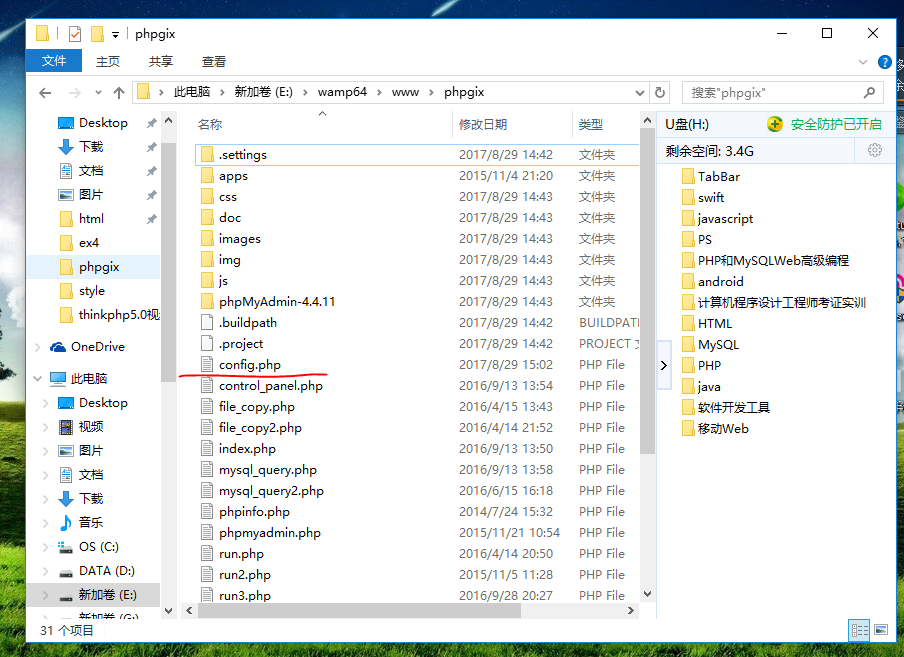 phpgix
文件 主页 共享 查看
此电脑 新加卷 (E:) wamp64 www phpgix
搜索"phpgix"
Desktop
下载
文档
图片
html
ex4
phpgix
style
thinkphp5.0视
OneDrive
此电脑
Desktop
视频
图片
文档
下载
音乐
OS (C:)
DATA (D:)
新加卷 (E:)
新加卷 (G:)
名称 修改日期 类型
.settings 2017/8/29 14:42 文件夹
apps 2015/11/4 21:20 文件夹
css 2017/8/29 14:43 文件夹
doc 2017/8/29 14:43 文件夹
images 2017/8/29 14:43 文件夹
img 2017/8/29 14:43 文件夹
js 2017/8/29 14:43 文件夹
phpMyAdmin-4.4.11 2017/8/29 14:43 文件夹
.buildpath 2017/8/29 14:42 BUILDPATH
.project 2017/8/29 14:42 PROJECT 文
config.php 2017/8/29 15:02 PHP File
control_panel.php 2016/9/13 13:54 PHP File
file_copy.php 2016/4/15 13:43 PHP File
file_copy2.php 2016/4/14 21:52 PHP File
index.php 2016/9/13 13:50 PHP File
mysql_query.php 2016/9/13 13:58 PHP File
mysql_query2.php 2016/6/15 16:18 PHP File
phpinfo.php 2014/7/24 15:32 PHP File
phpmyadmin.php 2015/11/21 10:54 PHP File
run.php 2016/4/14 20:50 PHP File
run2.php 2015/11/5 11:28 PHP File
run3.php 2016/9/28 20:27 PHP File
U盘(H:) 安全防护已开启
剩余空间: 3.4G
TabBar
swift
javascript
PS
PHP和MySQLWeb高级编程
android
计算机程序设计工程师考证实训
HTML
MySQL
PHP
java
软件开发工具
移动Web
31 个项目